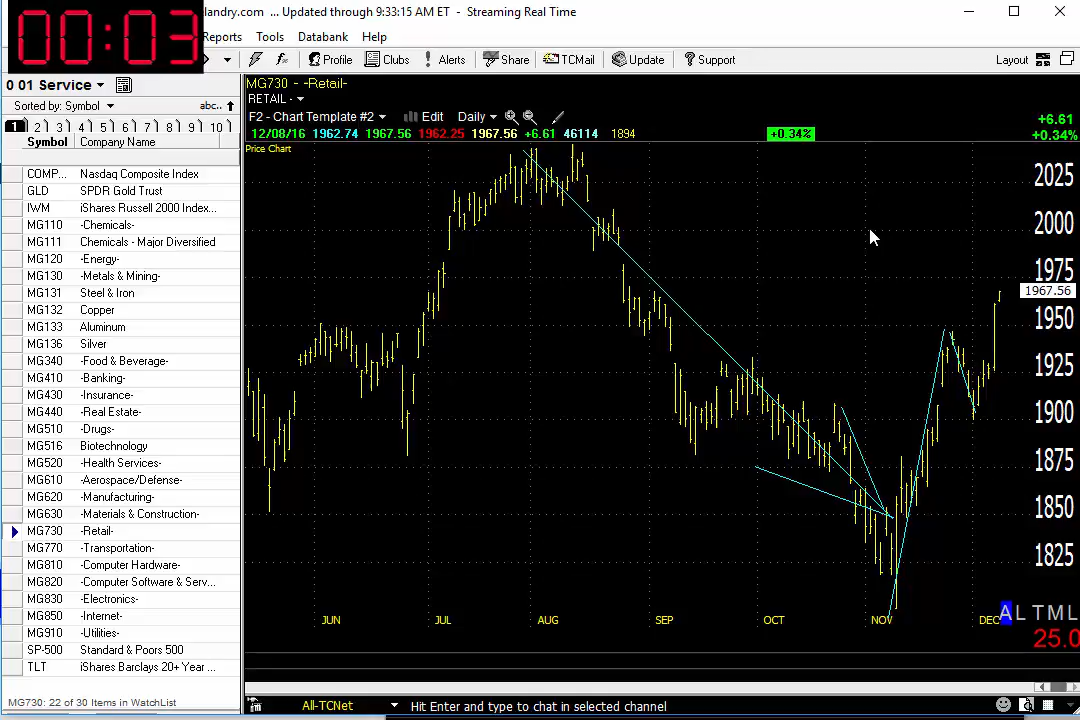 00:03
landry.com ... Updated through 9:33:15 AM ET - Streaming Real Time
Reports Tools Databank Help
Profile Clubs Alerts Share TCMail Update Support Layout
0 01 Service
Sorted by: Symbol abc..
1 2 3 4 5 6 7 8 9 10
Symbol Company Name
COMP... Nasdaq Composite Index
GLD SPDR Gold Trust
IWM iShares Russell 2000 Index...
MG110 -Chemicals-
MG111 Chemicals - Major Diversified
MG120 -Energy-
MG130 -Metals & Mining-
MG131 Steel & Iron
MG132 Copper
MG133 Aluminum
MG136 Silver
MG340 -Food & Beverage-
MG410 -Banking-
MG430 -Insurance-
MG440 -Real Estate-
MG510 -Drugs-
MG516 Biotechnology
MG520 -Health Services-
MG610 -Aerospace/Defense-
MG620 -Manufacturing-
MG630 -Materials & Construction-
MG730 -Retail-
MG770 -Transportation-
MG810 -Computer Hardware-
MG820 -Computer Software & Serv...
MG830 -Electronics-
MG850 -Internet-
MG910 -Utilities-
SP-500 Standard & Poors 500
TLT iShares Barclays 20+ Year ...
MG730: 22 of 30 Items in WatchList
MG730 - -Retail-
RETAIL -
F2 - Chart Template #2 Edit Daily
12/08/16 1962.74 1967.56 1962.25 1967.56 +6.61 46114 1894 +0.34%
+6.61
+0.34%
Price Chart
2025
2000
1975
1967.56
1950
1925
1900
1875
1850
1825
JUN JUL AUG SEP OCT NOV DEC
A L T M L
25.0
All-TCNet Hit Enter and type to chat in selected channel